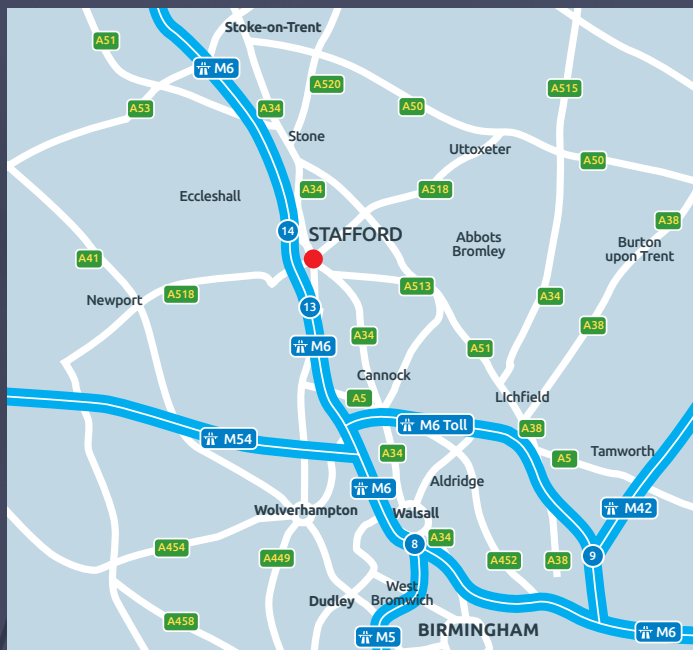 Stoke-on-Trent
A51
M6
A520
A515
A53
A34
A50
Stone
Uttoxeter
A50
Eccleshall
A34
A518
A38
14
STAFFORD
Abbots
Bromley
Burton
upon Trent
A41
A513
Newport
A518
A34
13
A38
A34
M6
A51
Cannock
A5
LIchfield
M6 Toll
A38
M54
A34
A5
Tamworth
Aldridge
M6
M42
Wolverhampton
Walsall
8
A34
A454
A449
A452
A38
9
West
Bromwich
Dudley
A458
M5
BIRMINGHAM
M6